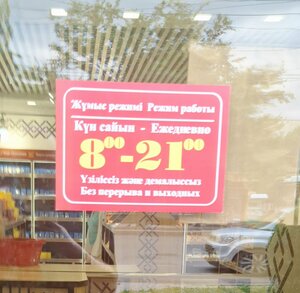 Жұмыс режимі Режим работы
Күн сайын - Ежедневно
8⁰⁰-21⁰⁰
Үзіліссіз және демалыссыз
Без перерыва и выходных